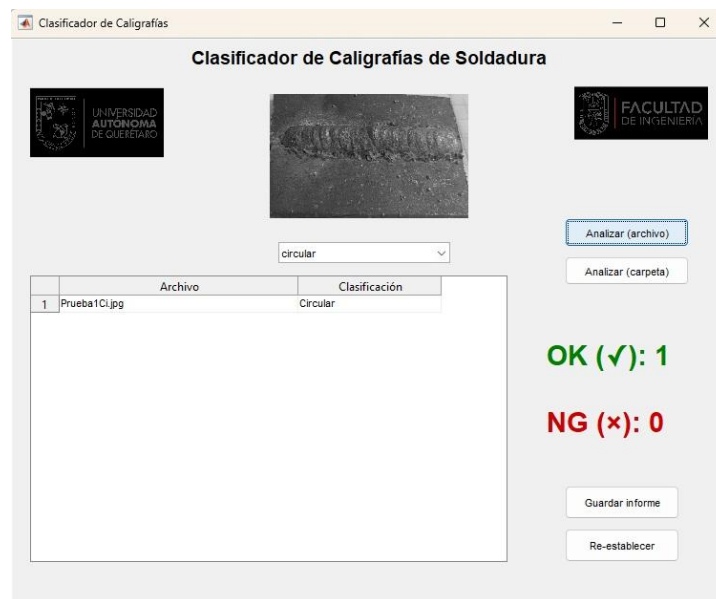 Clasificador de Caligrafías
Clasificador de Caligrafías de Soldadura
UNIVERSIDAD
AUTÓNOMA
DE QUERÉTARO
FACULTAD
DE INGENIERÍA
circular
Analizar (archivo)
Analizar (carpeta)
Archivo Clasificación
1 Prueba1Ci.jpg Circular
OK (✓): 1
NG (×): 0
Guardar informe
Re-establecer